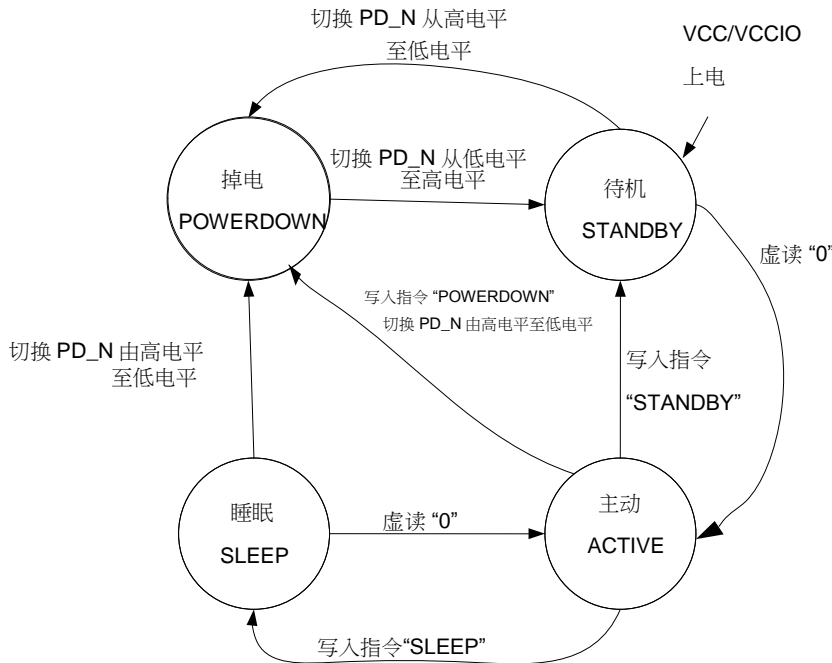 切换 PD_N 从高电平
至低电平
VCC/VCCIO
上电
掉电
POWERDOWN
切换 PD_N 从低电平
至高电平
待机
STANDBY
虚读 “0”
写入指令 “POWERDOWN”
切换 PD_N 由高电平至低电平
切换 PD_N 由高电平
至低电平
写入指令
“STANDBY”
睡眠
SLEEP
虚读 “0”
主动
ACTIVE
写入指令“SLEEP”